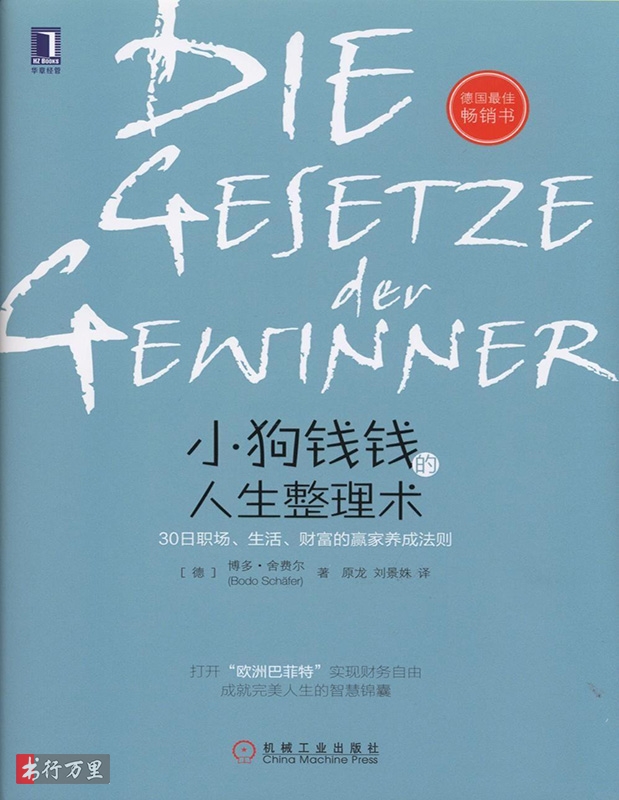 HZ Books
华章经管
DIE
GESETZE
der
GEWINNER
德国最佳
畅销书
小狗钱钱的
人生整理术
30日职场、生活、财富的赢家养成法则
[德] 博多·舍费尔 著 原龙 刘景姝 译
(Bodo Schäfer)
打开“欧洲巴菲特”实现财务自由
成就完美人生的智慧锦囊
机械工业出版社
China Machine Press
书行万里